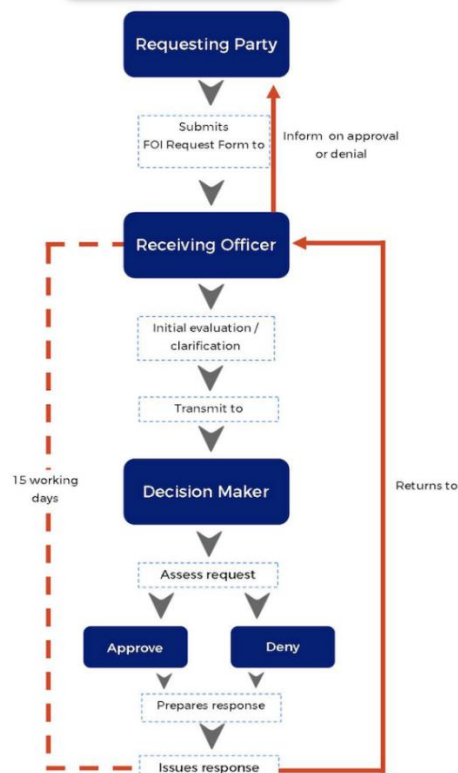 Requesting Party
Submits
FOI Request Form to
Inform on approval
or denial
Receiving Officer
Initial evaluation /
clarification
Transmit to
15 working
days
Decision Maker
Returns to
Assess request
Approve
Deny
Prepares response
Issues response